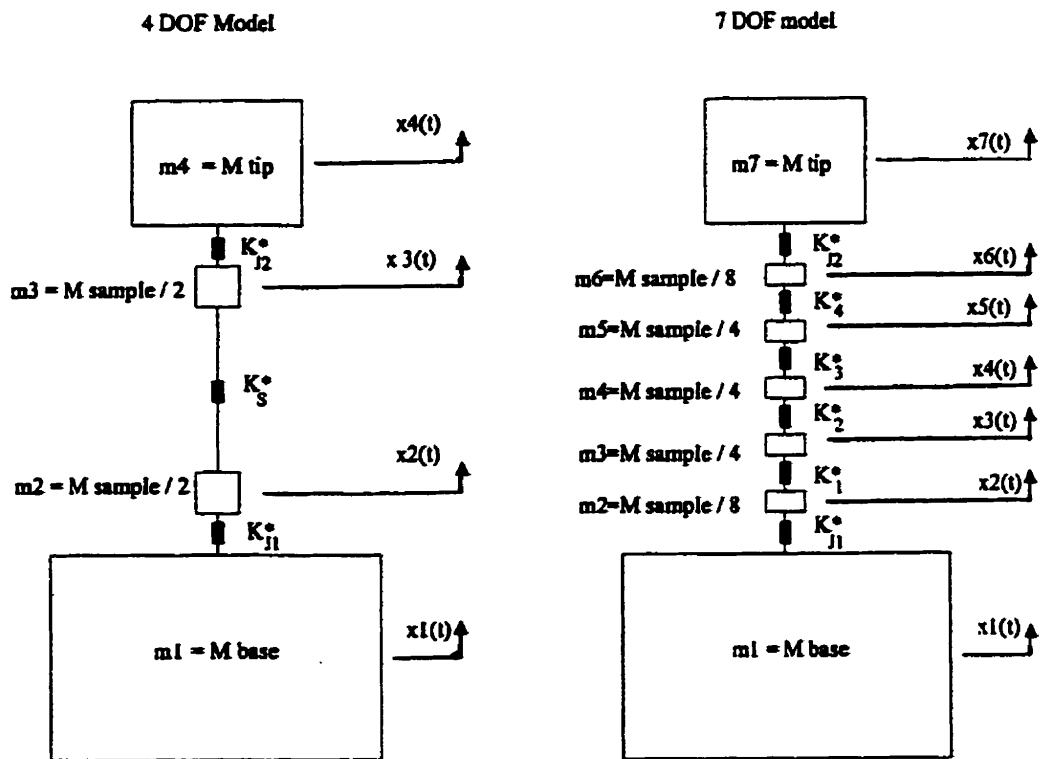 4 DOF Model
x4(t)
m4 = M tip
K*J2
x 3(t)
m3 = M sample / 2
K*S
x2(t)
m2 = M sample / 2
K*J1
x1(t)
m1 = M base
7 DOF model
x7(t)
m7 = M tip
K*J2
x6(t)
m6=M sample / 8
K*4
x5(t)
m5=M sample / 4
K*3
x4(t)
m4=M sample / 4
K*2
x3(t)
m3=M sample / 4
K*1
x2(t)
m2=M sample / 8
K*J1
x1(t)
m1 = M base